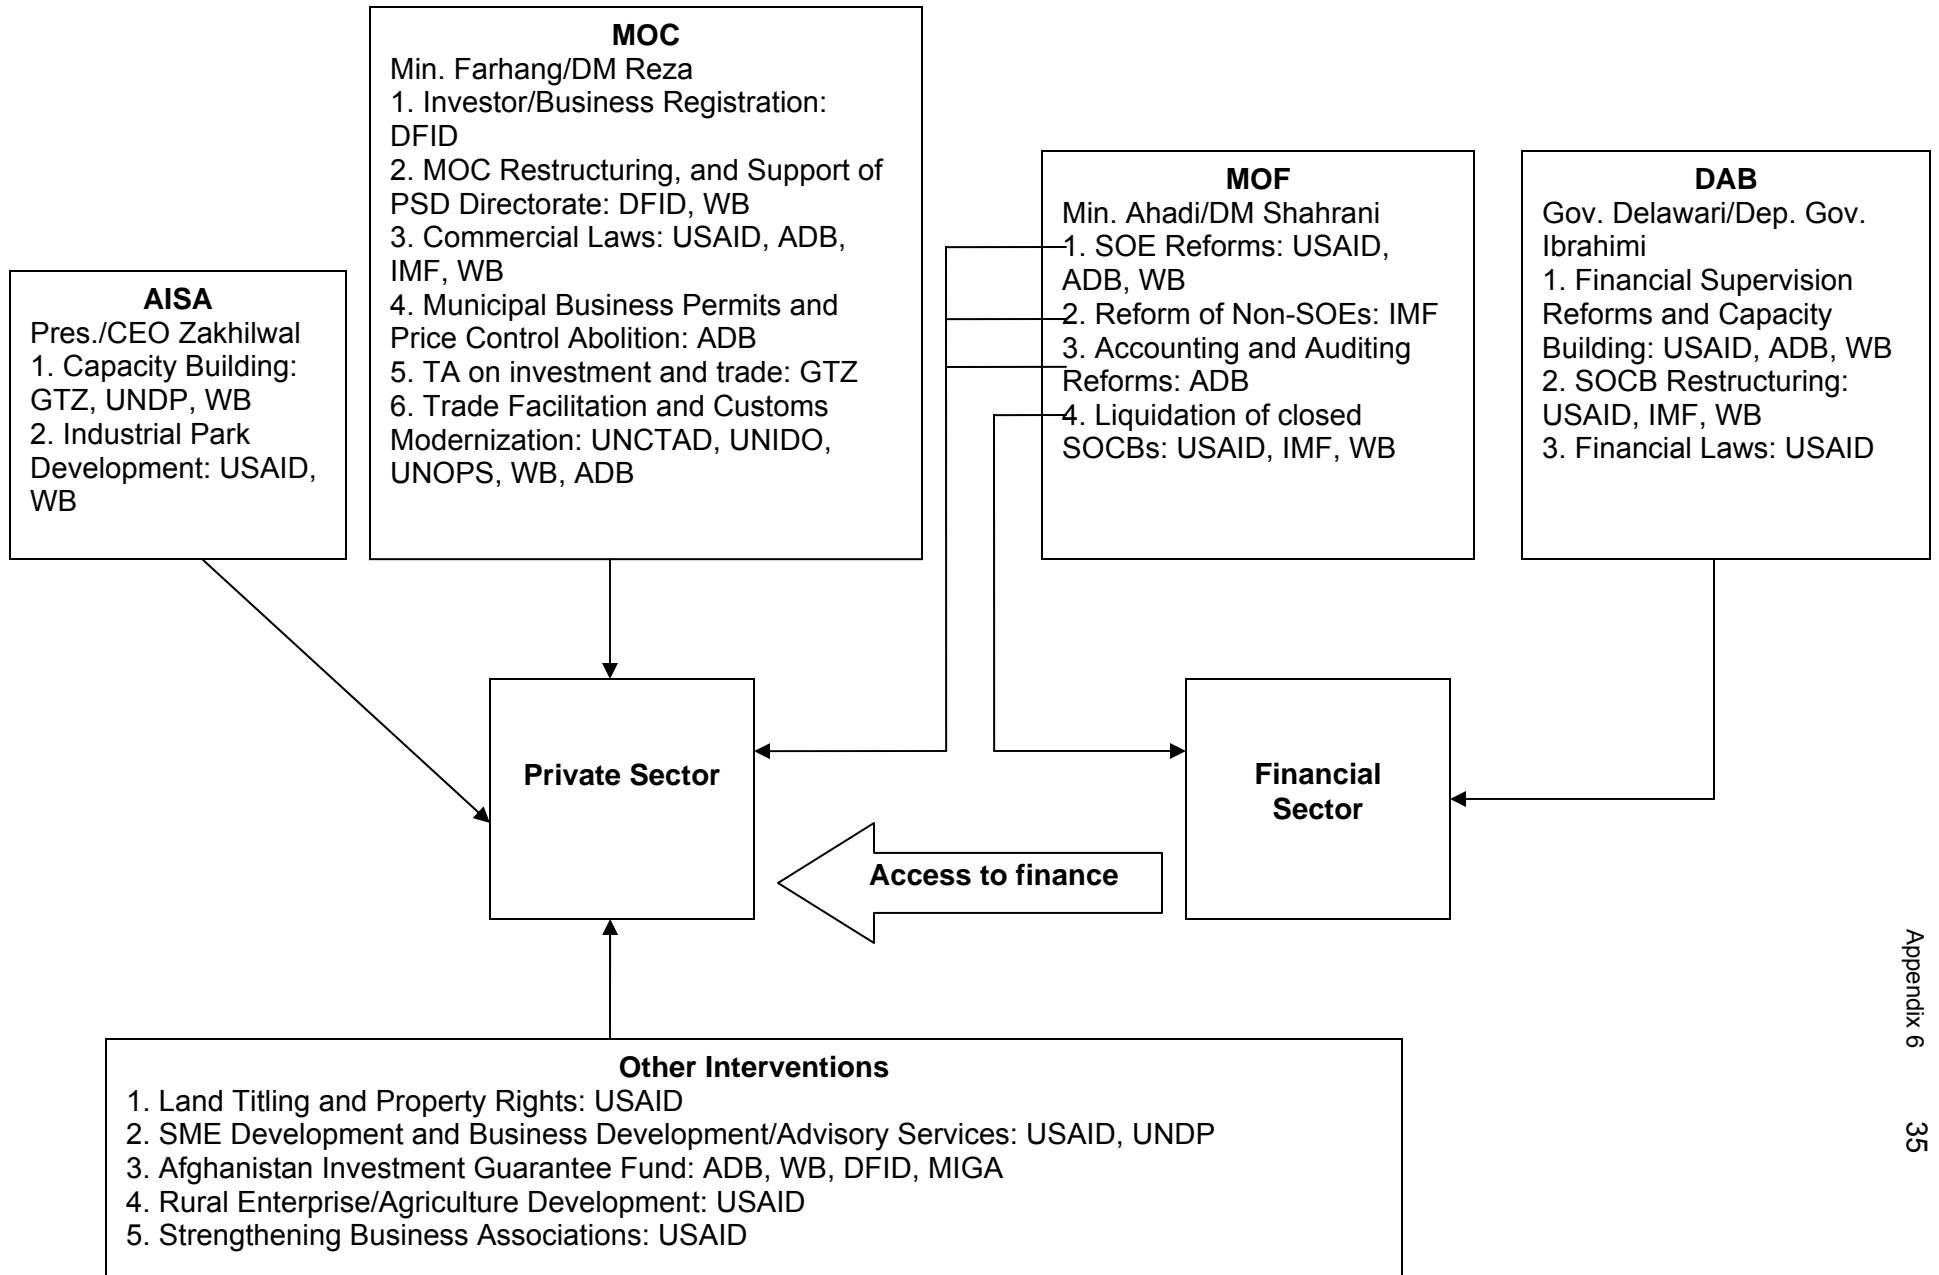 MOC
Min. Farhang/DM Reza
1. Investor/Business Registration:
DFID
2. MOC Restructuring, and Support of
PSD Directorate: DFID, WB
3. Commercial Laws: USAID, ADB,
IMF, WB
4. Municipal Business Permits and
Price Control Abolition: ADB
5. TA on investment and trade: GTZ
6. Trade Facilitation and Customs
Modernization: UNCTAD, UNIDO,
UNOPS, WB, ADB
MOF
Min. Ahadi/DM Shahrani
1. SOE Reforms: USAID,
ADB, WB
2. Reform of Non-SOEs: IMF
3. Accounting and Auditing
Reforms: ADB
4. Liquidation of closed
SOCBs: USAID, IMF, WB
DAB
Gov. Delawari/Dep. Gov.
Ibrahimi
1. Financial Supervision
Reforms and Capacity
Building: USAID, ADB, WB
2. SOCB Restructuring:
USAID, IMF, WB
3. Financial Laws: USAID
AISA
Pres./CEO Zakhilwal
1. Capacity Building:
GTZ, UNDP, WB
2. Industrial Park
Development: USAID,
WB
Private Sector
Financial
Sector
Access to finance
Other Interventions
1. Land Titling and Property Rights: USAID
2. SME Development and Business Development/Advisory Services: USAID, UNDP
3. Afghanistan Investment Guarantee Fund: ADB, WB, DFID, MIGA
4. Rural Enterprise/Agriculture Development: USAID
5. Strengthening Business Associations: USAID
Appendix 6 35